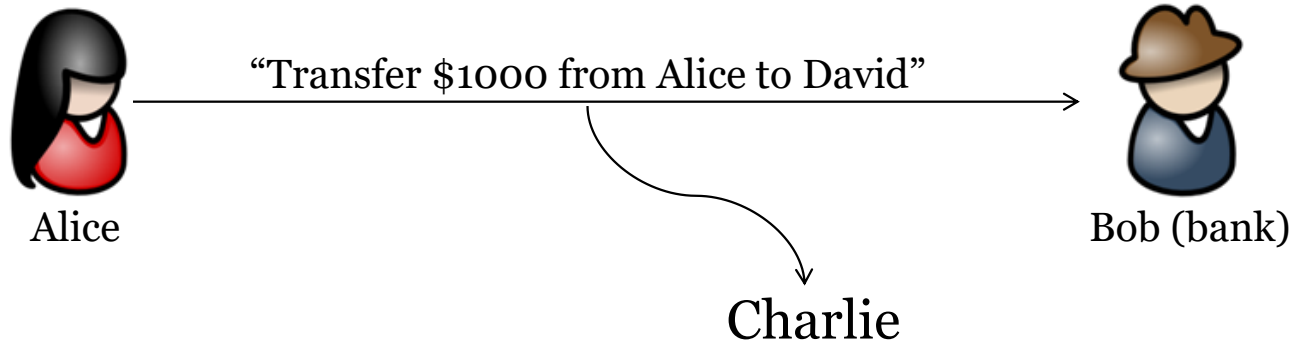 “Transfer $1000 from Alice to David”
Alice
Bob (bank)
Charlie